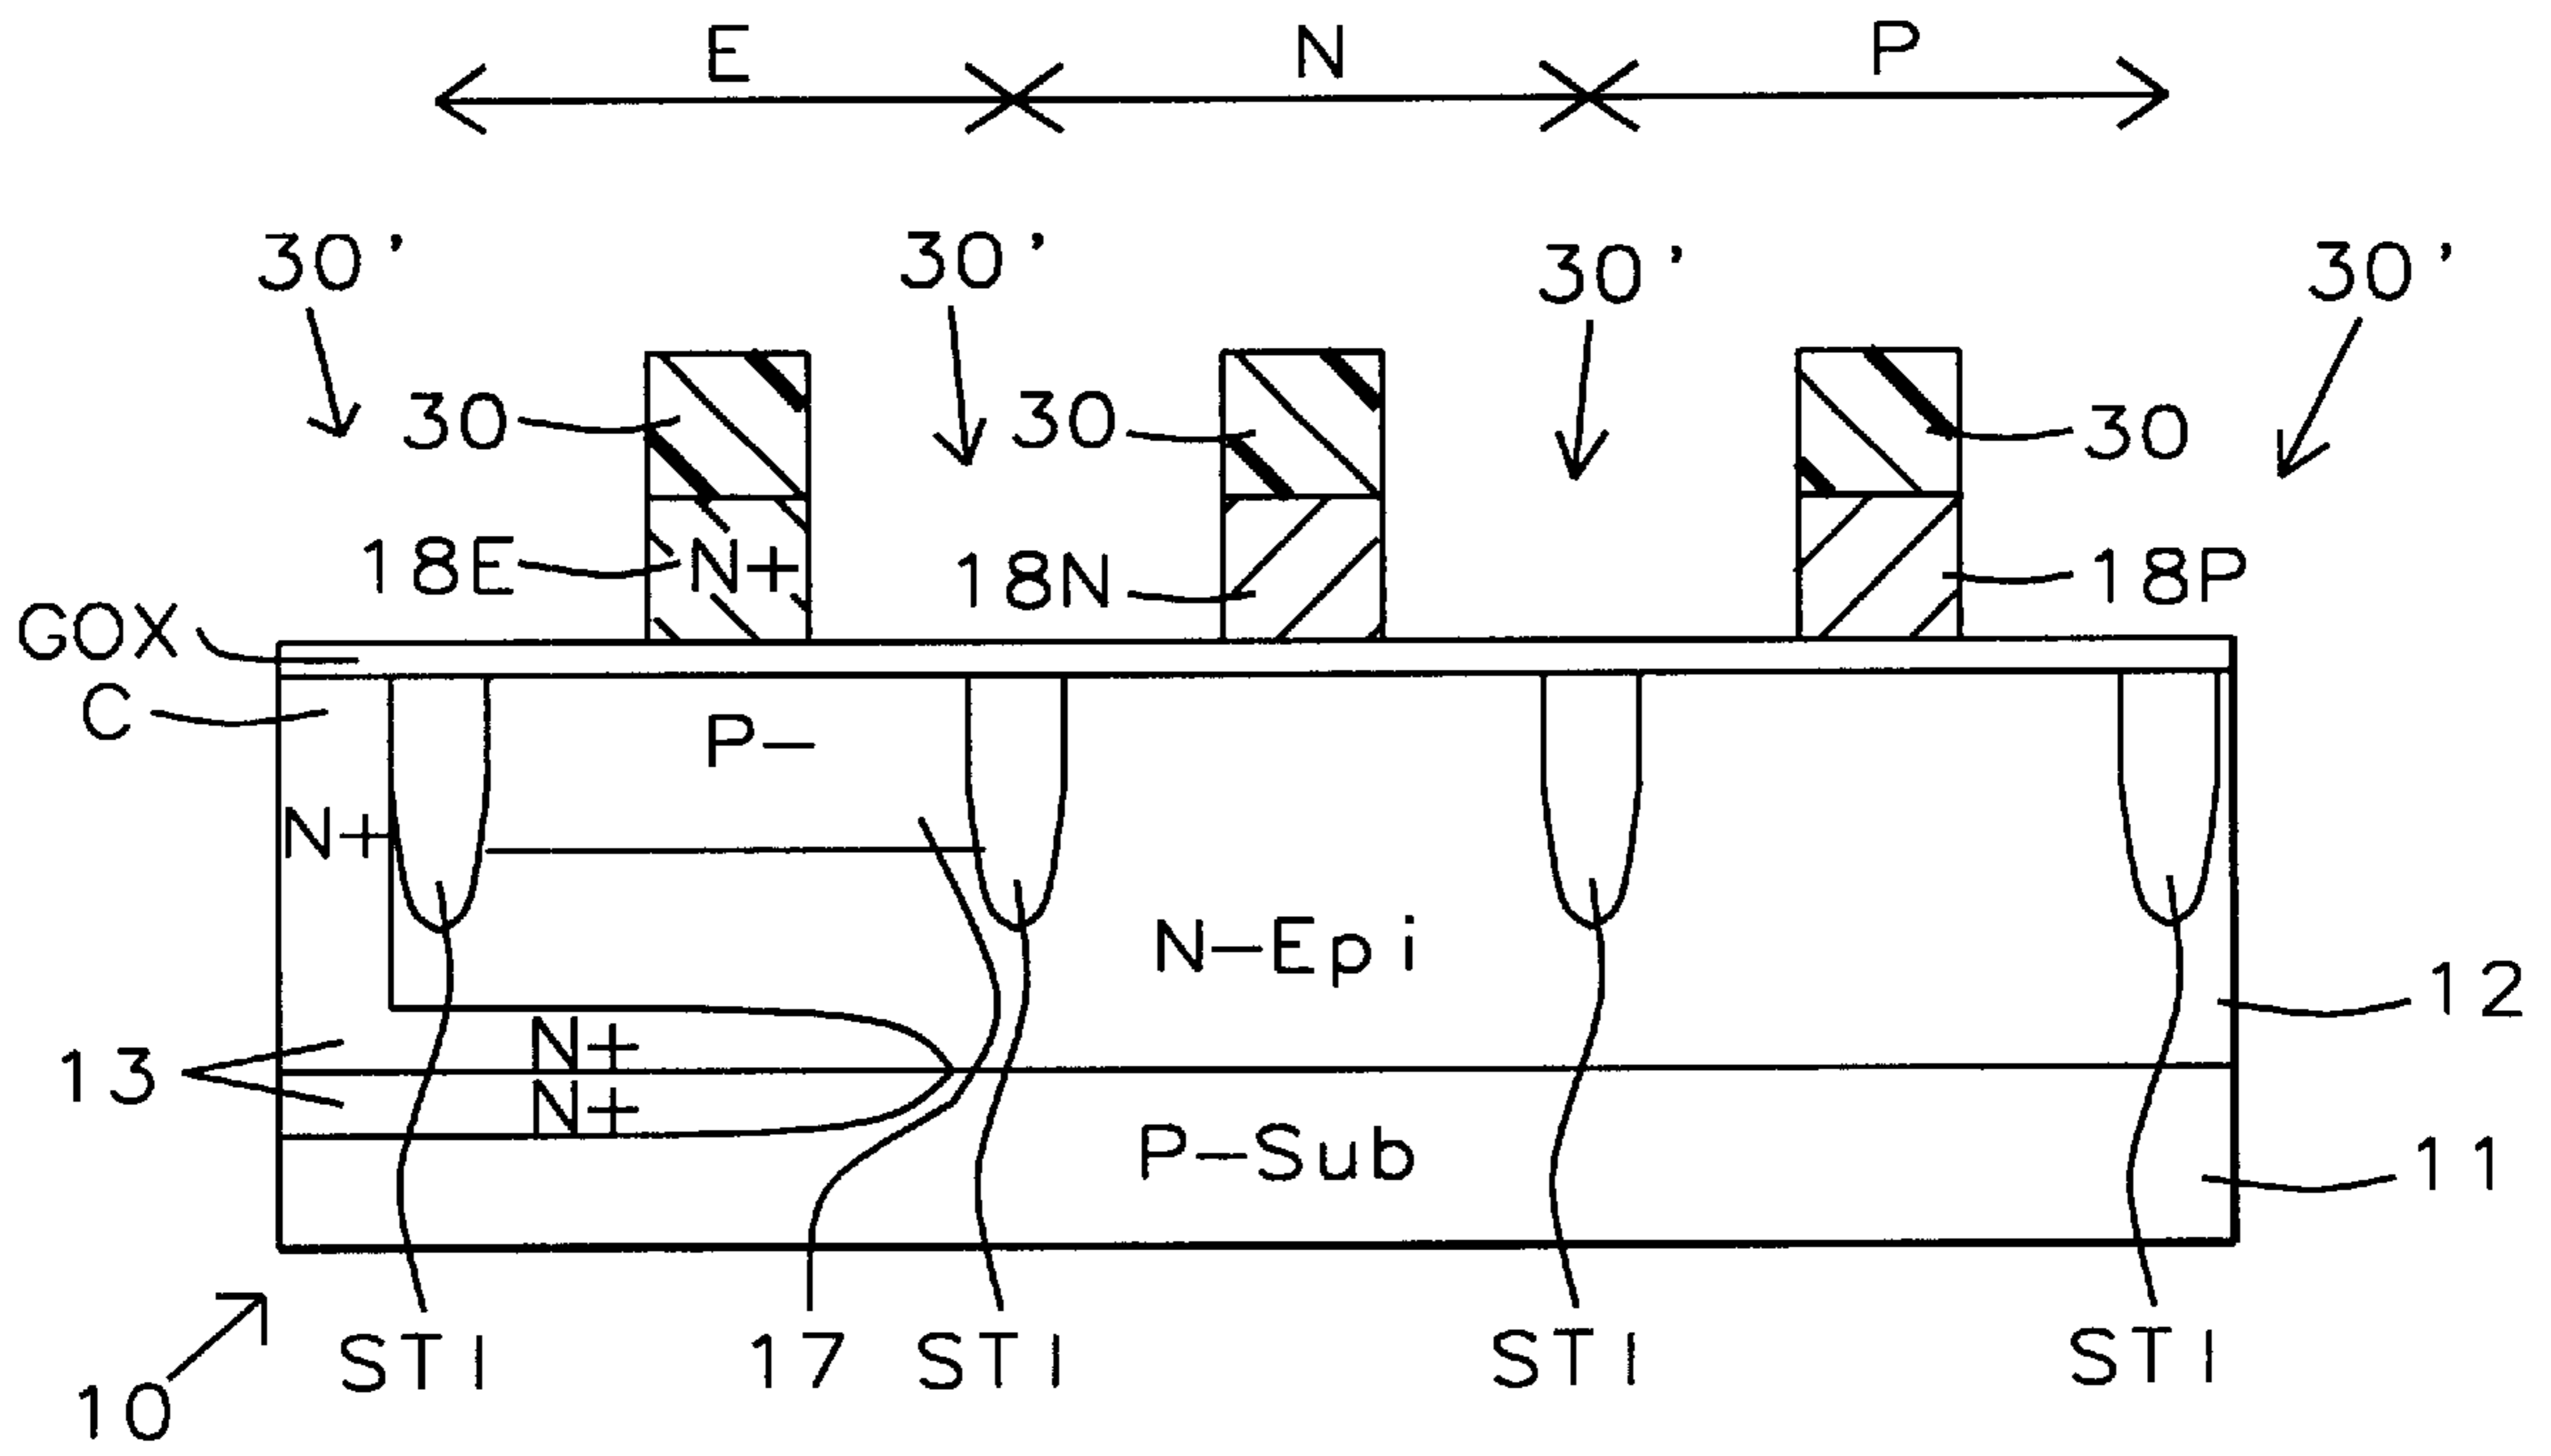 E N P
30' 30' 30' 30'
30 30 30
18E N+ 18N 18P
GOX
C P-
N+
N-Epi
12
13 N+
N+
P-Sub
11
10 STI 17 STI STI STI